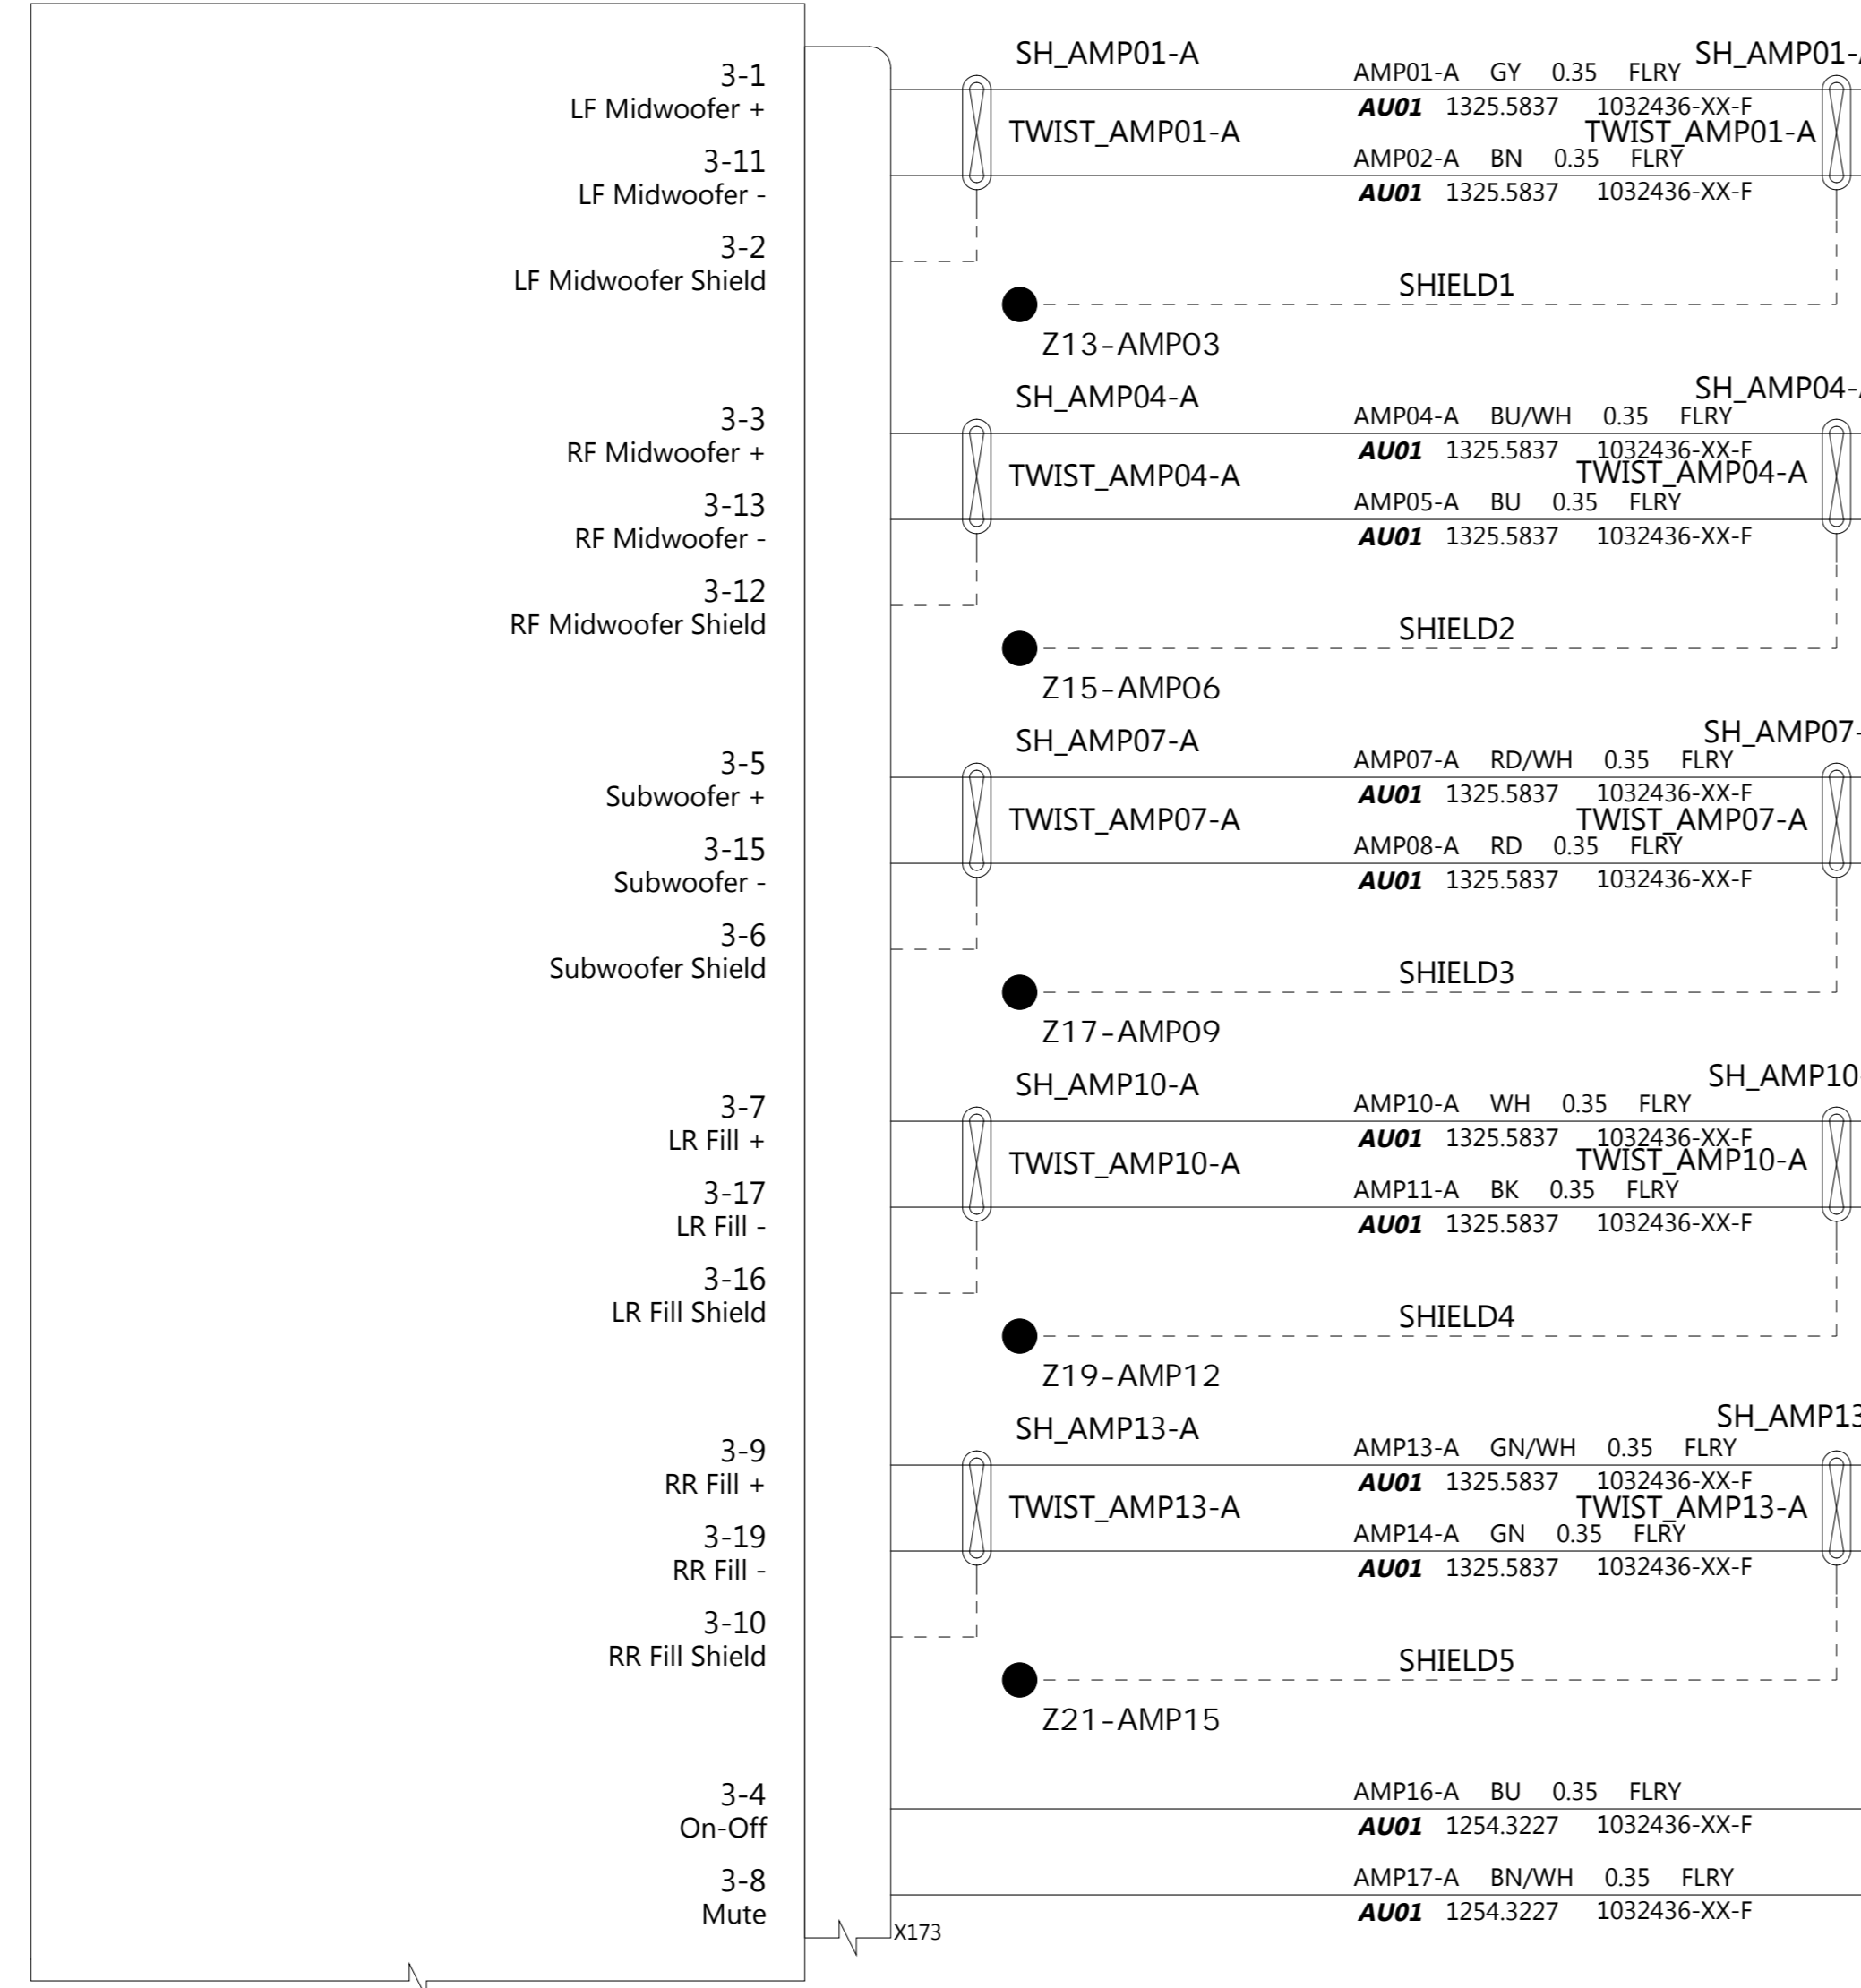 3-1
LF Midwoofer +
3-11
LF Midwoofer -
3-2
LF Midwoofer Shield
SH_AMP01-A
AMP01-A GY 0.35 FLRY
SH_AMP01-A
AU01 1325.5837 1032436-XX-F
TWIST_AMP01-A
TWIST_AMP01-A
AMP02-A BN 0.35 FLRY
AU01 1325.5837 1032436-XX-F
SHIELD1
Z13-AMP03
3-3
RF Midwoofer +
3-13
RF Midwoofer -
3-12
RF Midwoofer Shield
SH_AMP04-A
AMP04-A BU/WH 0.35 FLRY
SH_AMP04-A
AU01 1325.5837 1032436-XX-F
TWIST_AMP04-A
TWIST_AMP04-A
AMP05-A BU 0.35 FLRY
AU01 1325.5837 1032436-XX-F
SHIELD2
Z15-AMP06
3-5
Subwoofer +
3-15
Subwoofer -
3-6
Subwoofer Shield
SH_AMP07-A
AMP07-A RD/WH 0.35 FLRY
SH_AMP07-
AU01 1325.5837 1032436-XX-F
TWIST_AMP07-A
TWIST_AMP07-A
AMP08-A RD 0.35 FLRY
AU01 1325.5837 1032436-XX-F
SHIELD3
Z17-AMP09
3-7
LR Fill +
3-17
LR Fill -
3-16
LR Fill Shield
SH_AMP10-A
AMP10-A WH 0.35 FLRY
SH_AMP10
AU01 1325.5837 1032436-XX-F
TWIST_AMP10-A
TWIST_AMP10-A
AMP11-A BK 0.35 FLRY
AU01 1325.5837 1032436-XX-F
SHIELD4
Z19-AMP12
3-9
RR Fill +
3-19
RR Fill -
3-10
RR Fill Shield
SH_AMP13-A
AMP13-A GN/WH 0.35 FLRY
SH_AMP13
AU01 1325.5837 1032436-XX-F
TWIST_AMP13-A
TWIST_AMP13-A
AMP14-A GN 0.35 FLRY
AU01 1325.5837 1032436-XX-F
SHIELD5
Z21-AMP15
3-4
On-Off
AMP16-A BU 0.35 FLRY
AU01 1254.3227 1032436-XX-F
3-8
Mute
AMP17-A BN/WH 0.35 FLRY
AU01 1254.3227 1032436-XX-F
X173